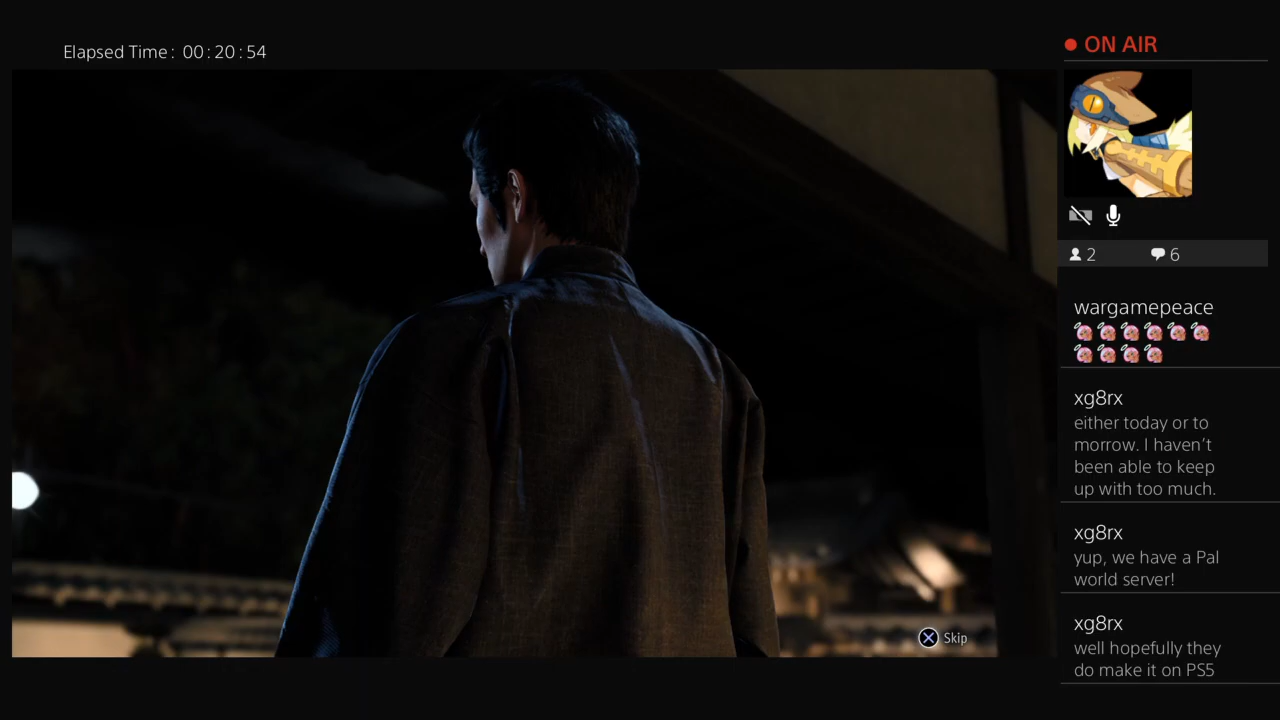 Elapsed Time: 00:20:54
ON AIR
2
6
wargamepeace
xg8rx
either today or to
morrow. I haven't
been able to keep
up with too much.
xg8rx
yup, we have a Pal
world server!
xg8rx
well hopefully they
do make it on PS5
Skip